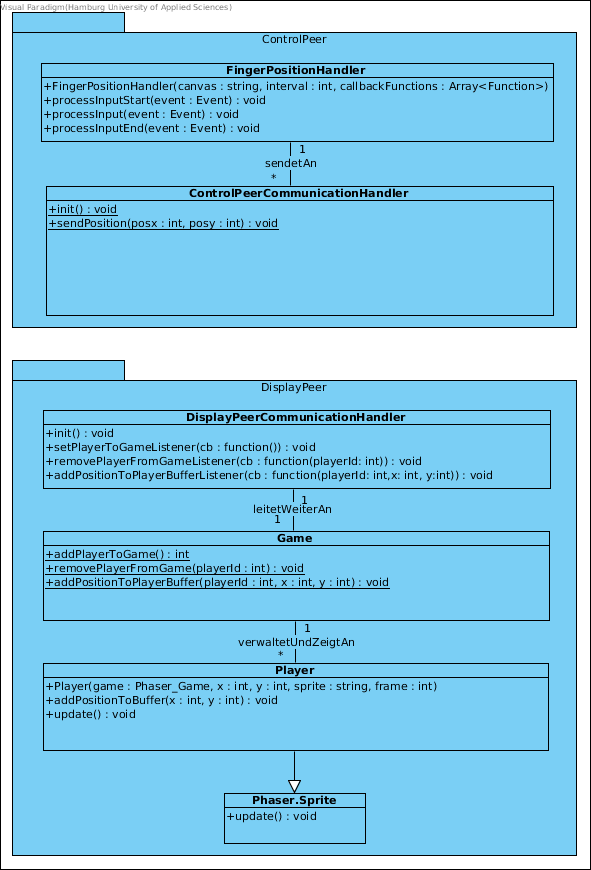 Visual Paradigm(Hamburg University of Applied Sciences)
ControlPeer
FingerPositionHandler
+FingerPositionHandler(canvas : string, interval : int, callbackFunctions : Array<Function>)
+processInputStart(event : Event) : void
+processInput(event : Event) : void
+processInputEnd(event : Event) : void
1
sendetAn
*
ControlPeerCommunicationHandler
+init() : void
+sendPosition(posx : int, posy : int) : void
DisplayPeer
DisplayPeerCommunicationHandler
+init() : void
+setPlayerToGameListener(cb : function()) : void
+removePlayerFromGameListener(cb : function(playerId: int)) : void
+addPositionToPlayerBufferListener(cb : function(playerId: int,x: int, y:int)) : void
1
leitetWeiterAn
1
Game
+addPlayerToGame() : int
+removePlayerFromGame(playerId : int) : void
+addPositionToPlayerBuffer(playerId : int, x : int, y : int) : void
1
verwaltetUndZeigtAn
*
Player
+Player(game : Phaser_Game, x : int, y : int, sprite : string, frame : int)
+addPositionToBuffer(x : int, y : int) : void
+update() : void
Phaser.Sprite
+update() : void